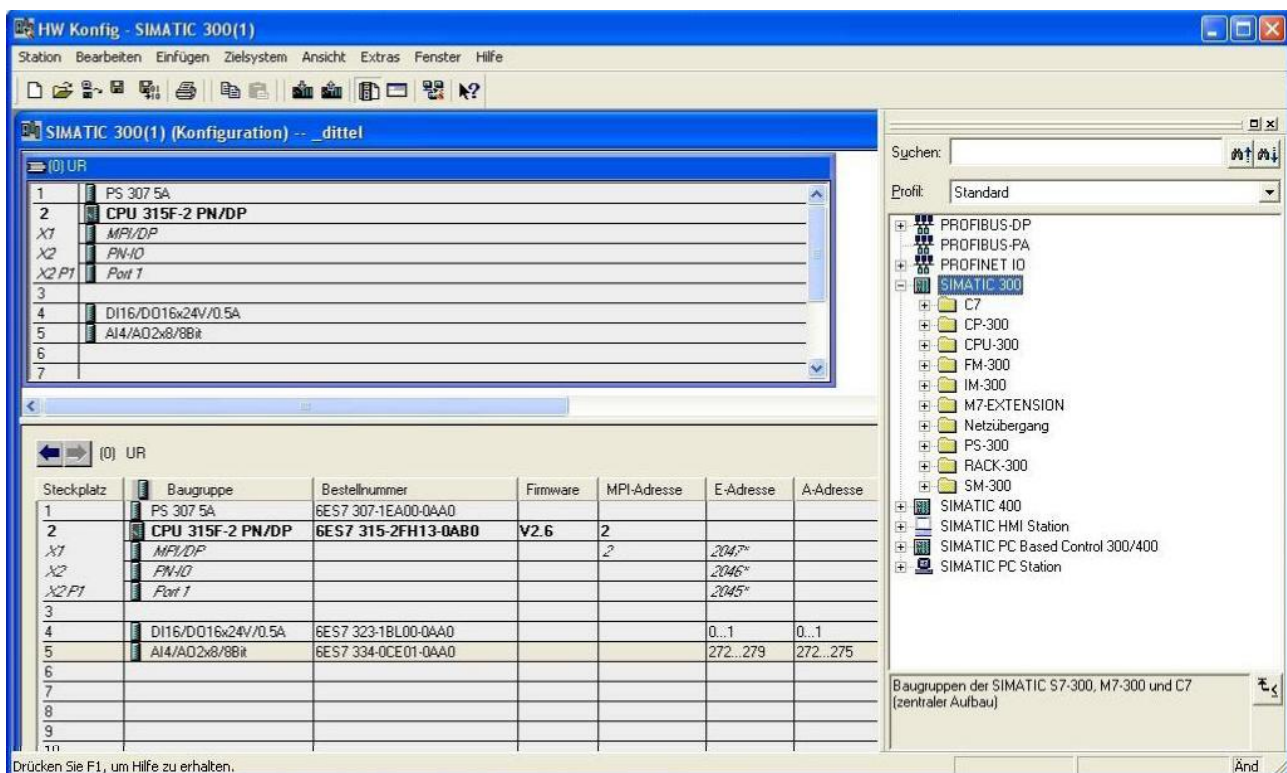 HW Konfig - SIMATIC 300(1)
Station Bearbeiten Einfügen Zielsystem Ansicht Extras Fenster Hilfe
SIMATIC 300(1) (Konfiguration) -- _dittel
(0) UR
1 PS 307 5A
2 CPU 315F-2 PN/DP
X1 MPI/DP
X2 PN-IO
X2 P1 Port 1
3
4 DI16/DO16x24V/0.5A
5 AI4/AO2x8/8Bit
6
7
(0) UR
Steckplatz Baugruppe Bestellnummer Firmware MPI-Adresse E-Adresse A-Adresse
1 PS 307 5A 6ES7 307-1EA00-0AA0
2 CPU 315F-2 PN/DP 6ES7 315-2FH13-0AB0 V2.6 2
X1 MPI/DP 2 2047*
X2 PN-IO 2046*
X2 P1 Port 1 2045*
3
4 DI16/DO16x24V/0.5A 6ES7 323-1BL00-0AA0 0...1 0...1
5 AI4/AO2x8/8Bit 6ES7 334-0CE01-0AA0 272...279 272...275
6
7
8
9
10
Suchen:
Profil: Standard
PROFIBUS-DP
PROFIBUS-PA
PROFINET IO
SIMATIC 300
C7
CP-300
CPU-300
FM-300
IM-300
M7-EXTENSION
Netzübergang
PS-300
RACK-300
SM-300
SIMATIC 400
SIMATIC HMI Station
SIMATIC PC Based Control 300/400
SIMATIC PC Station
Baugruppen der SIMATIC S7-300, M7-300 und C7
(zentraler Aufbau)
Drücken Sie F1, um Hilfe zu erhalten.
Änd